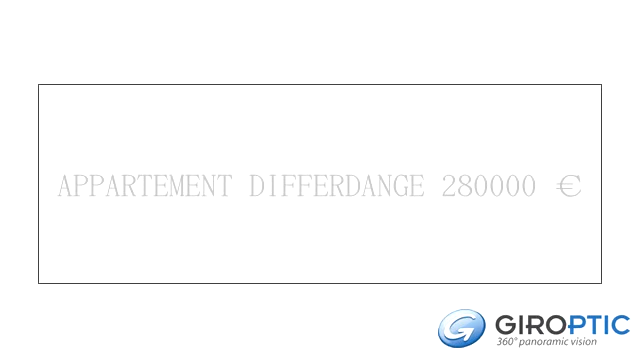 APPARTEMENT DIFFERDANGE 280000 €
GIROPTIC
360° panoramic vision